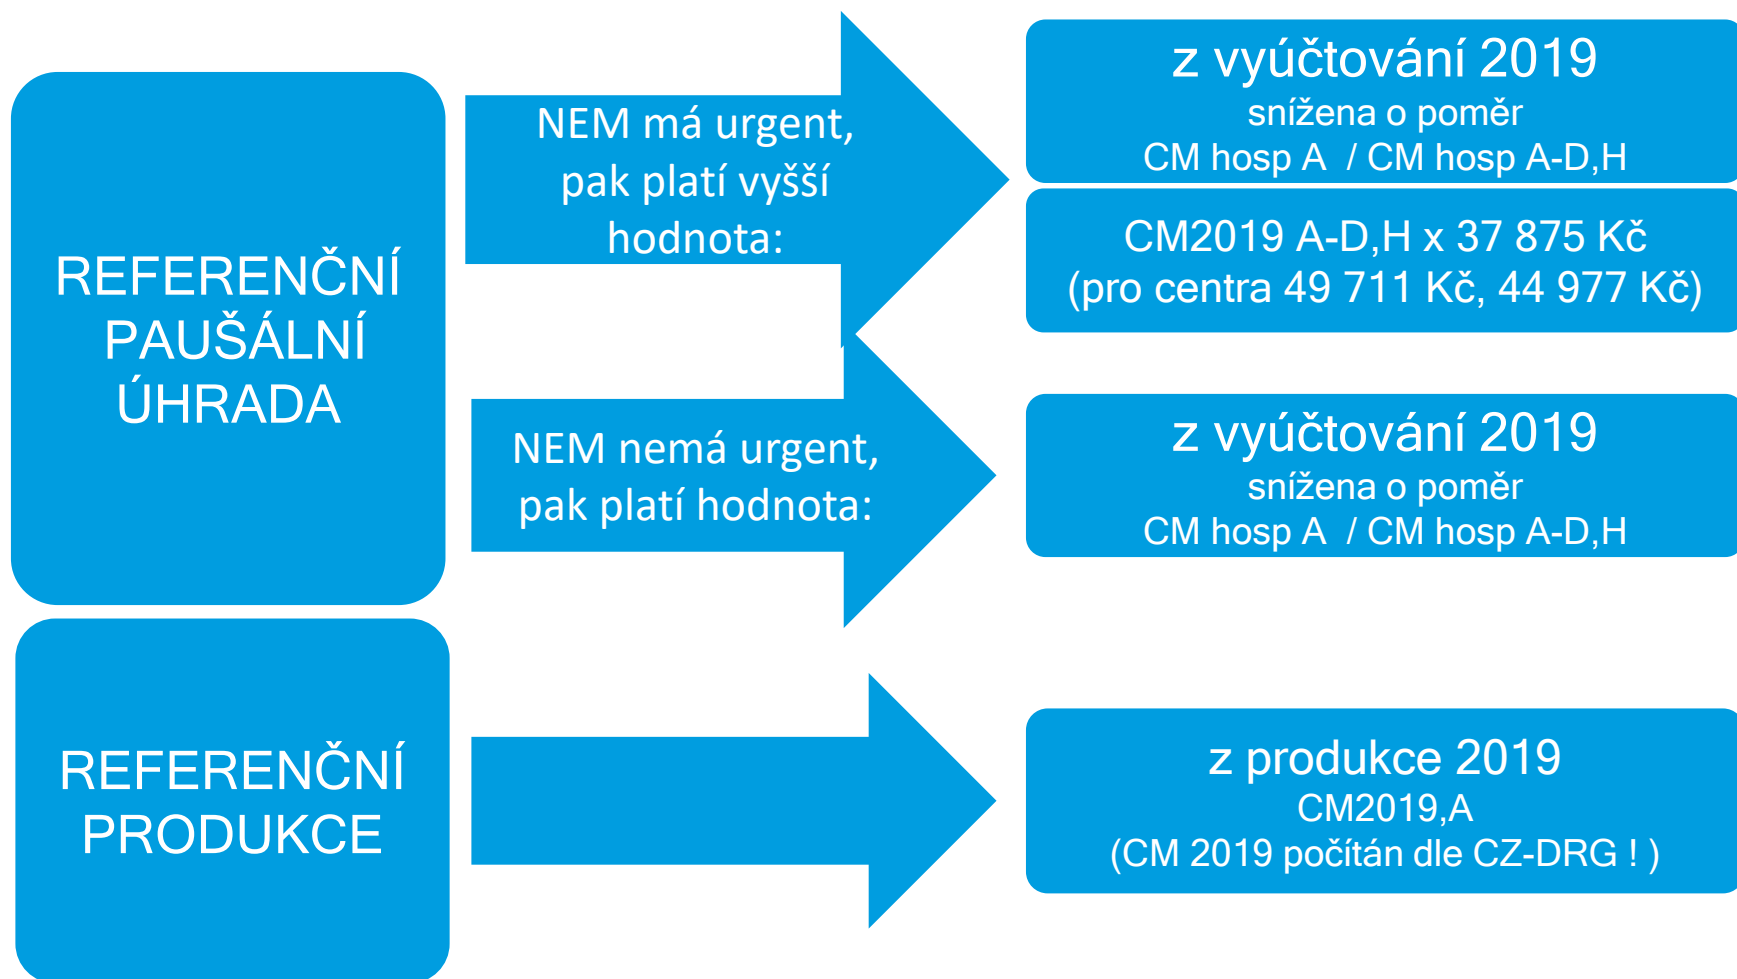 REFERENČNÍ
PAUŠÁLNÍ
ÚHRADA
NEM má urgent,
pak platí vyšší
hodnota:
z vyúčtování 2019
snížena o poměr
CM hosp A / CM hosp A-D,H
CM2019 A-D,H x 37 875 Kč
(pro centra 49 711 Kč, 44 977 Kč)
NEM nemá urgent,
pak platí hodnota:
z vyúčtování 2019
snížena o poměr
CM hosp A / CM hosp A-D,H
REFERENČNÍ
PRODUKCE
z produkce 2019
CM2019,A
(CM 2019 počítán dle CZ-DRG ! )